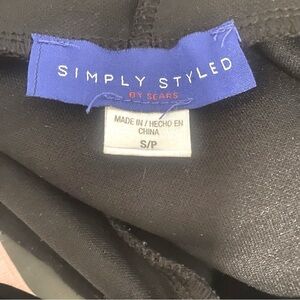 SIMPLY STYLED
BY SEARS
MADE IN / HECHO EN
CHINA
S/P